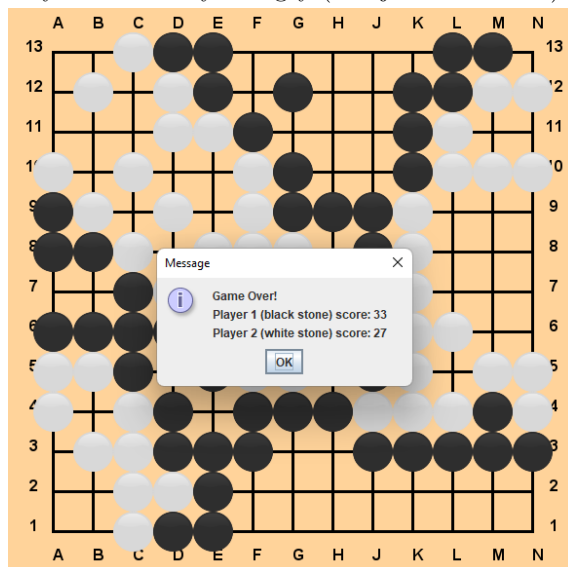 A B C D E F G H J K L M N
13 13
12 12
11 11
10 10
9 9
8 8
7 7
6 6
5 5
4 4
3 3
2 2
1 1
A B C D E F G H J K L M N
Message
Game Over!
Player 1 (black stone) score: 33
Player 2 (white stone) score: 27
OK